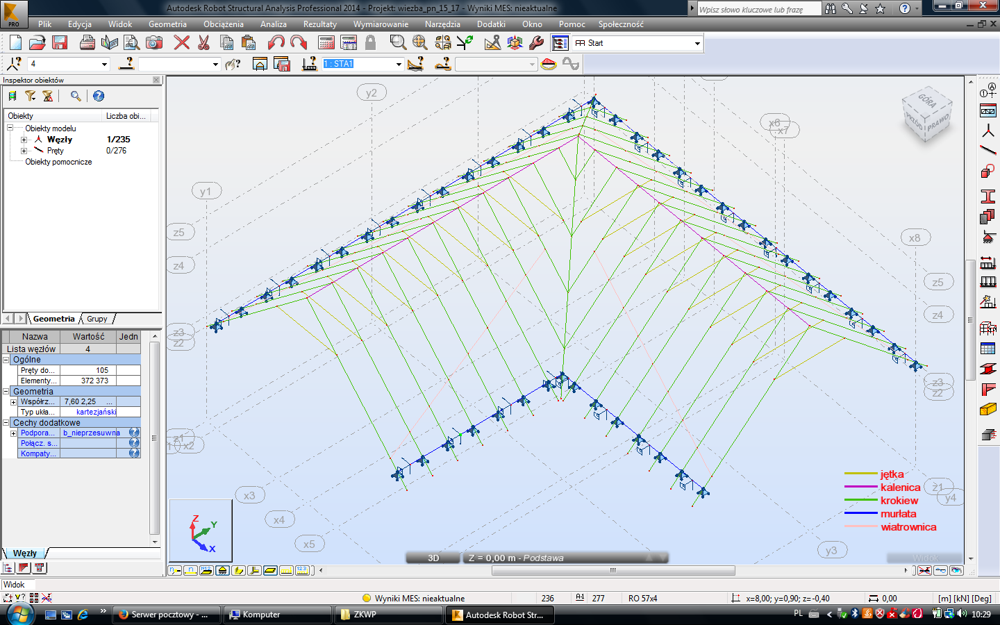 Autodesk Robot Structural Analysis Professional 2014 - Projekt: wiezba_pn_15_17 - Wyniki MES: nieaktualne
Wpisz słowo kluczowe lub frazę
PRO
Plik Edycja Widok Geometria Obciążenia Analiza Rezultaty Wymiarowanie Narzędzia Dodatki Okno Pomoc Społeczność
Start
4
1 : STA1
Inspektor obiektów
Obiekty Liczba obi...
Obiekty modelu
Węzły 1/235
Pręty 0/276
Obiekty pomocnicze
Geometria Grupy
Nazwa Wartość Jedn
Lista węzłów 4
Ogólne
Pręty do... 105
Elementy... 372 373
Geometria
Współrz... 7,60 2,25 ...
Typ ukła... kartezjański
Cechy dodatkowe
Podpora... b_nieprzesuwna
Połącz. s...
Kompaty...
Węzły
Widok
y2
y1
x6
x7
z5
z4
x8
z5
z4
z3
z2
z3
z2
z1
x2
z1
y4
x3
x4
x5
y3
GÓRA
PRZÓD
PRAWO
jętka
kalenica
krokiew
murłata
wiatrownica
Z
Y
X
3D
Z = 0,00 m - Podstawa
Widok
Wyniki MES: nieaktualne
236
277
RO 57x4
x=8,00; y=0,90; z= -0,40
0,00
[m] [kN] [Deg]
Serwer pocztowy - ...
Komputer
ZKWP
Autodesk Robot Str...
PL
10:29